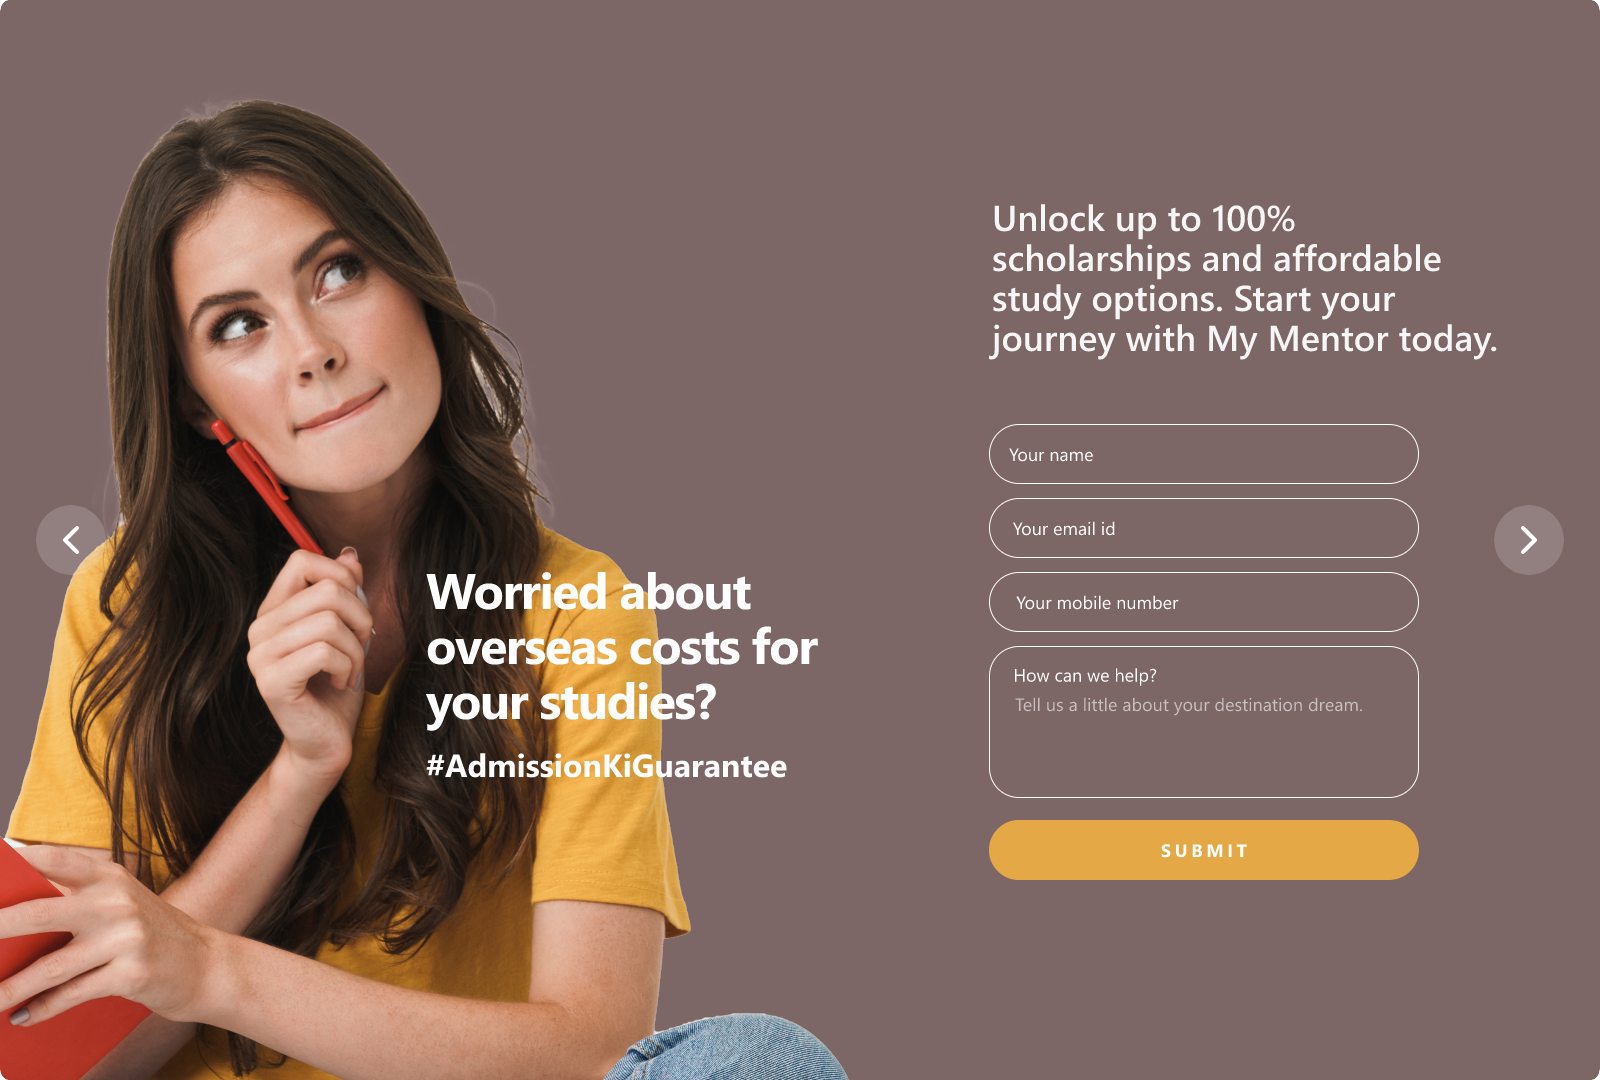 Worried about
overseas costs for
your studies?
#AdmissionKiGuarantee
Unlock up to 100%
scholarships and affordable
study options. Start your
journey with My Mentor today.
Your name
Your email id
Your mobile number
How can we help?
Tell us a little about your destination dream.
SUBMIT